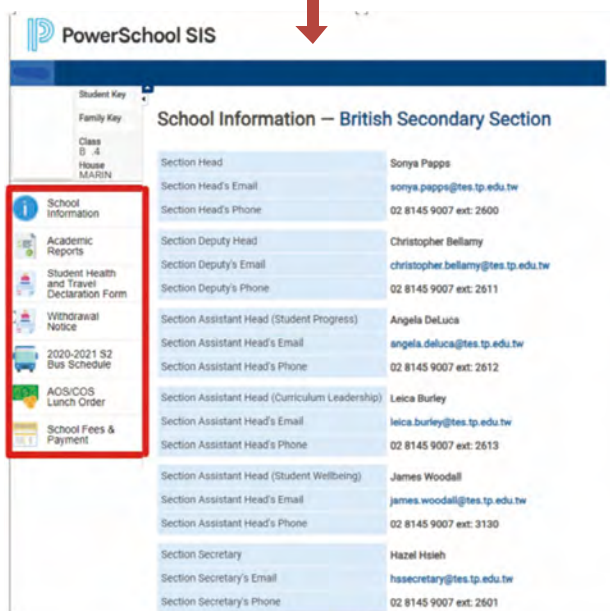 PowerSchool SIS
Student Key
Family Key
Class
8 .4
House
MARIN
School
Information
Academic
Reports
Student Health
and Travel
Declaration Form
Withdrawal
Notice
2020-2021 S2
Bus Schedule
AOS/COS
Lunch Order
School Fees &
Payment
School Information — British Secondary Section
Section Head Sonya Papps
Section Head's Email sonya.papps@tes.tp.edu.tw
Section Head's Phone 02 8145 9007 ext: 2600
Section Deputy Head Christopher Bellamy
Section Deputy's Email christopher.bellamy@tes.tp.edu.tw
Section Deputy's Phone 02 8145 9007 ext: 2611
Section Assistant Head (Student Progress) Angela DeLuca
Section Assistant Head's Email angela.deluca@tes.tp.edu.tw
Section Assistant Head's Phone 02 8145 9007 ext: 2612
Section Assistant Head (Curriculum Leadership) Leica Burley
Section Assistant Head's Email leica.burley@tes.tp.edu.tw
Section Assistant Head's Phone 02 8145 9007 ext: 2613
Section Assistant Head (Student Wellbeing) James Woodall
Section Assistant Head's Email james.woodall@tes.tp.edu.tw
Section Assistant Head's Phone 02 8145 9007 ext: 3130
Section Secretary Hazel Hsieh
Section Secretary's Email hssecretary@tes.tp.edu.tw
Section Secretary's Phone 02 8145 9007 ext: 2601